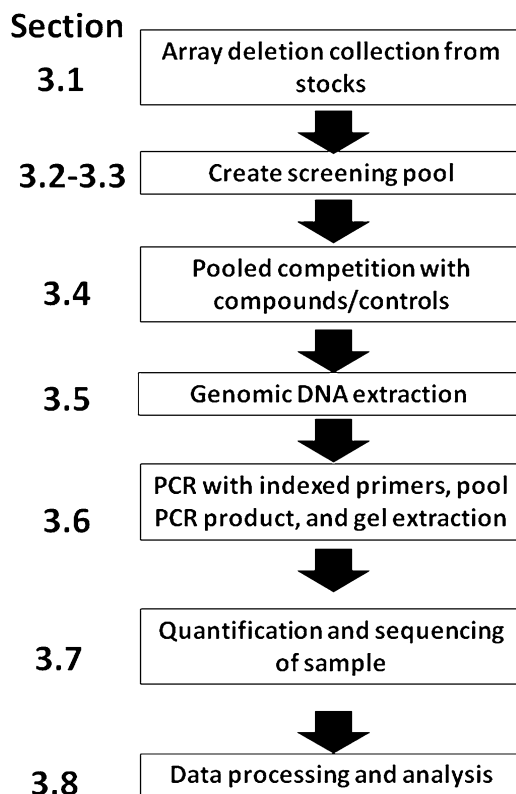 Section
3.1
Array deletion collection from
stocks
3.2-3.3
Create screening pool
3.4
Pooled competition with
compounds/controls
3.5
Genomic DNA extraction
3.6
PCR with indexed primers, pool
PCR product, and gel extraction
3.7
Quantification and sequencing
of sample
3.8
Data processing and analysis